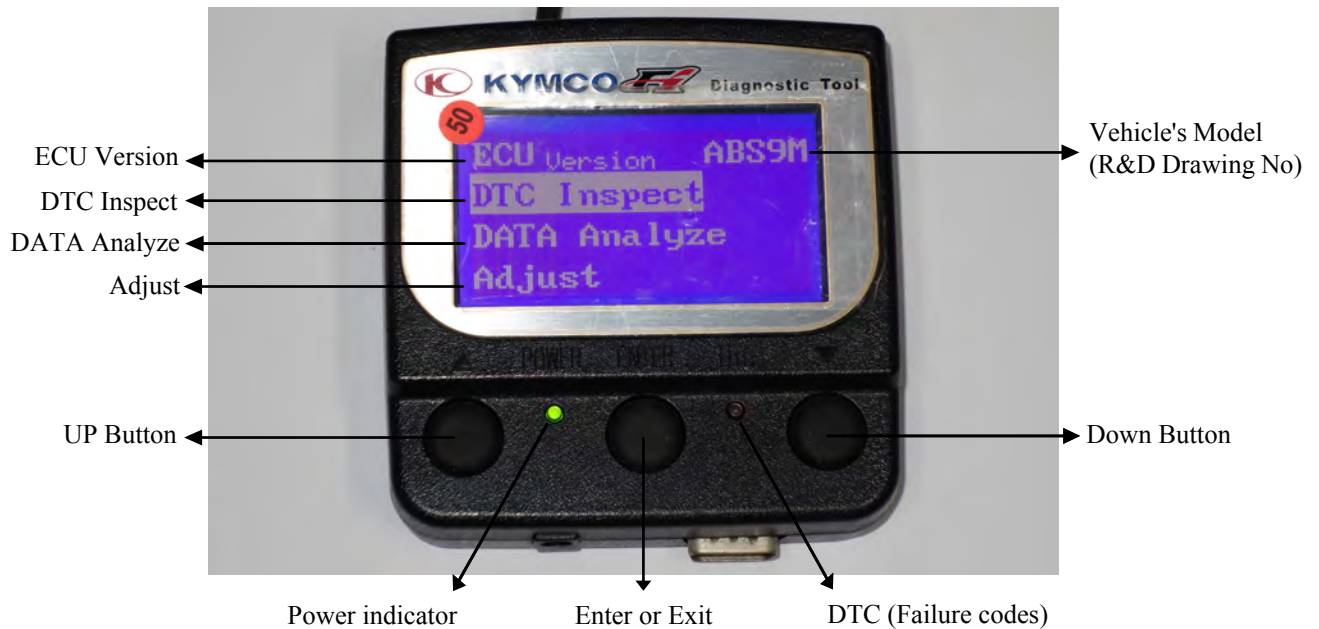 KYMCO Fi Diagnostic Tool
50
ECU Version ABS9M
DTC Inspect
DATA Analyze
Adjust
POWER ENTER
ECU Version
DTC Inspect
DATA Analyze
Adjust
UP Button
Vehicle's Model
(R&D Drawing No)
Down Button
Power indicator
Enter or Exit
DTC (Failure codes)